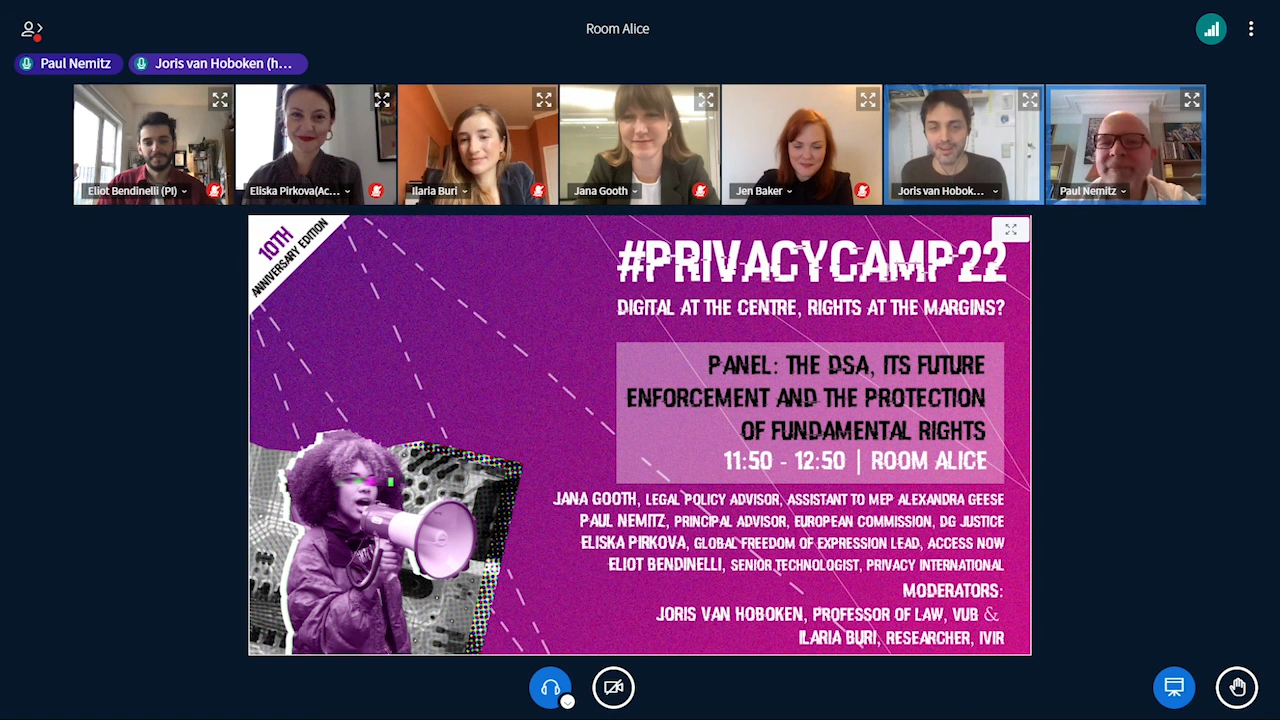 Room Alice
Paul Nemitz
Joris van Hoboken (h...
Eliot Bendinelli (PI)
Eliska Pirkova(Ac...
Ilaria Buri
Jana Gooth
Jen Baker
Joris van Hobok...
Paul Nemitz
10TH
ANNIVERSARY EDITION
#PRIVACYCAMP22
DIGITAL AT THE CENTRE, RIGHTS AT THE MARGINS?
PANEL: THE DSA, ITS FUTURE
ENFORCEMENT AND THE PROTECTION
OF FUNDAMENTAL RIGHTS
11:50 - 12:50 | ROOM ALICE
JANA GOOTH, LEGAL POLICY ADVISOR, ASSISTANT TO MEP ALEXANDRA GEESE
PAUL NEMITZ, PRINCIPAL ADVISOR, EUROPEAN COMMISSION, DG JUSTICE
ELISKA PIRKOVA, GLOBAL FREEDOM OF EXPRESSION LEAD, ACCESS NOW
ELIOT BENDINELLI, SENIOR TECHNOLOGIST, PRIVACY INTERNATIONAL
MODERATORS:
JORIS VAN HOBOKEN, PROFESSOR OF LAW, VUB &
ILARIA BURI, RESEARCHER, IVIR